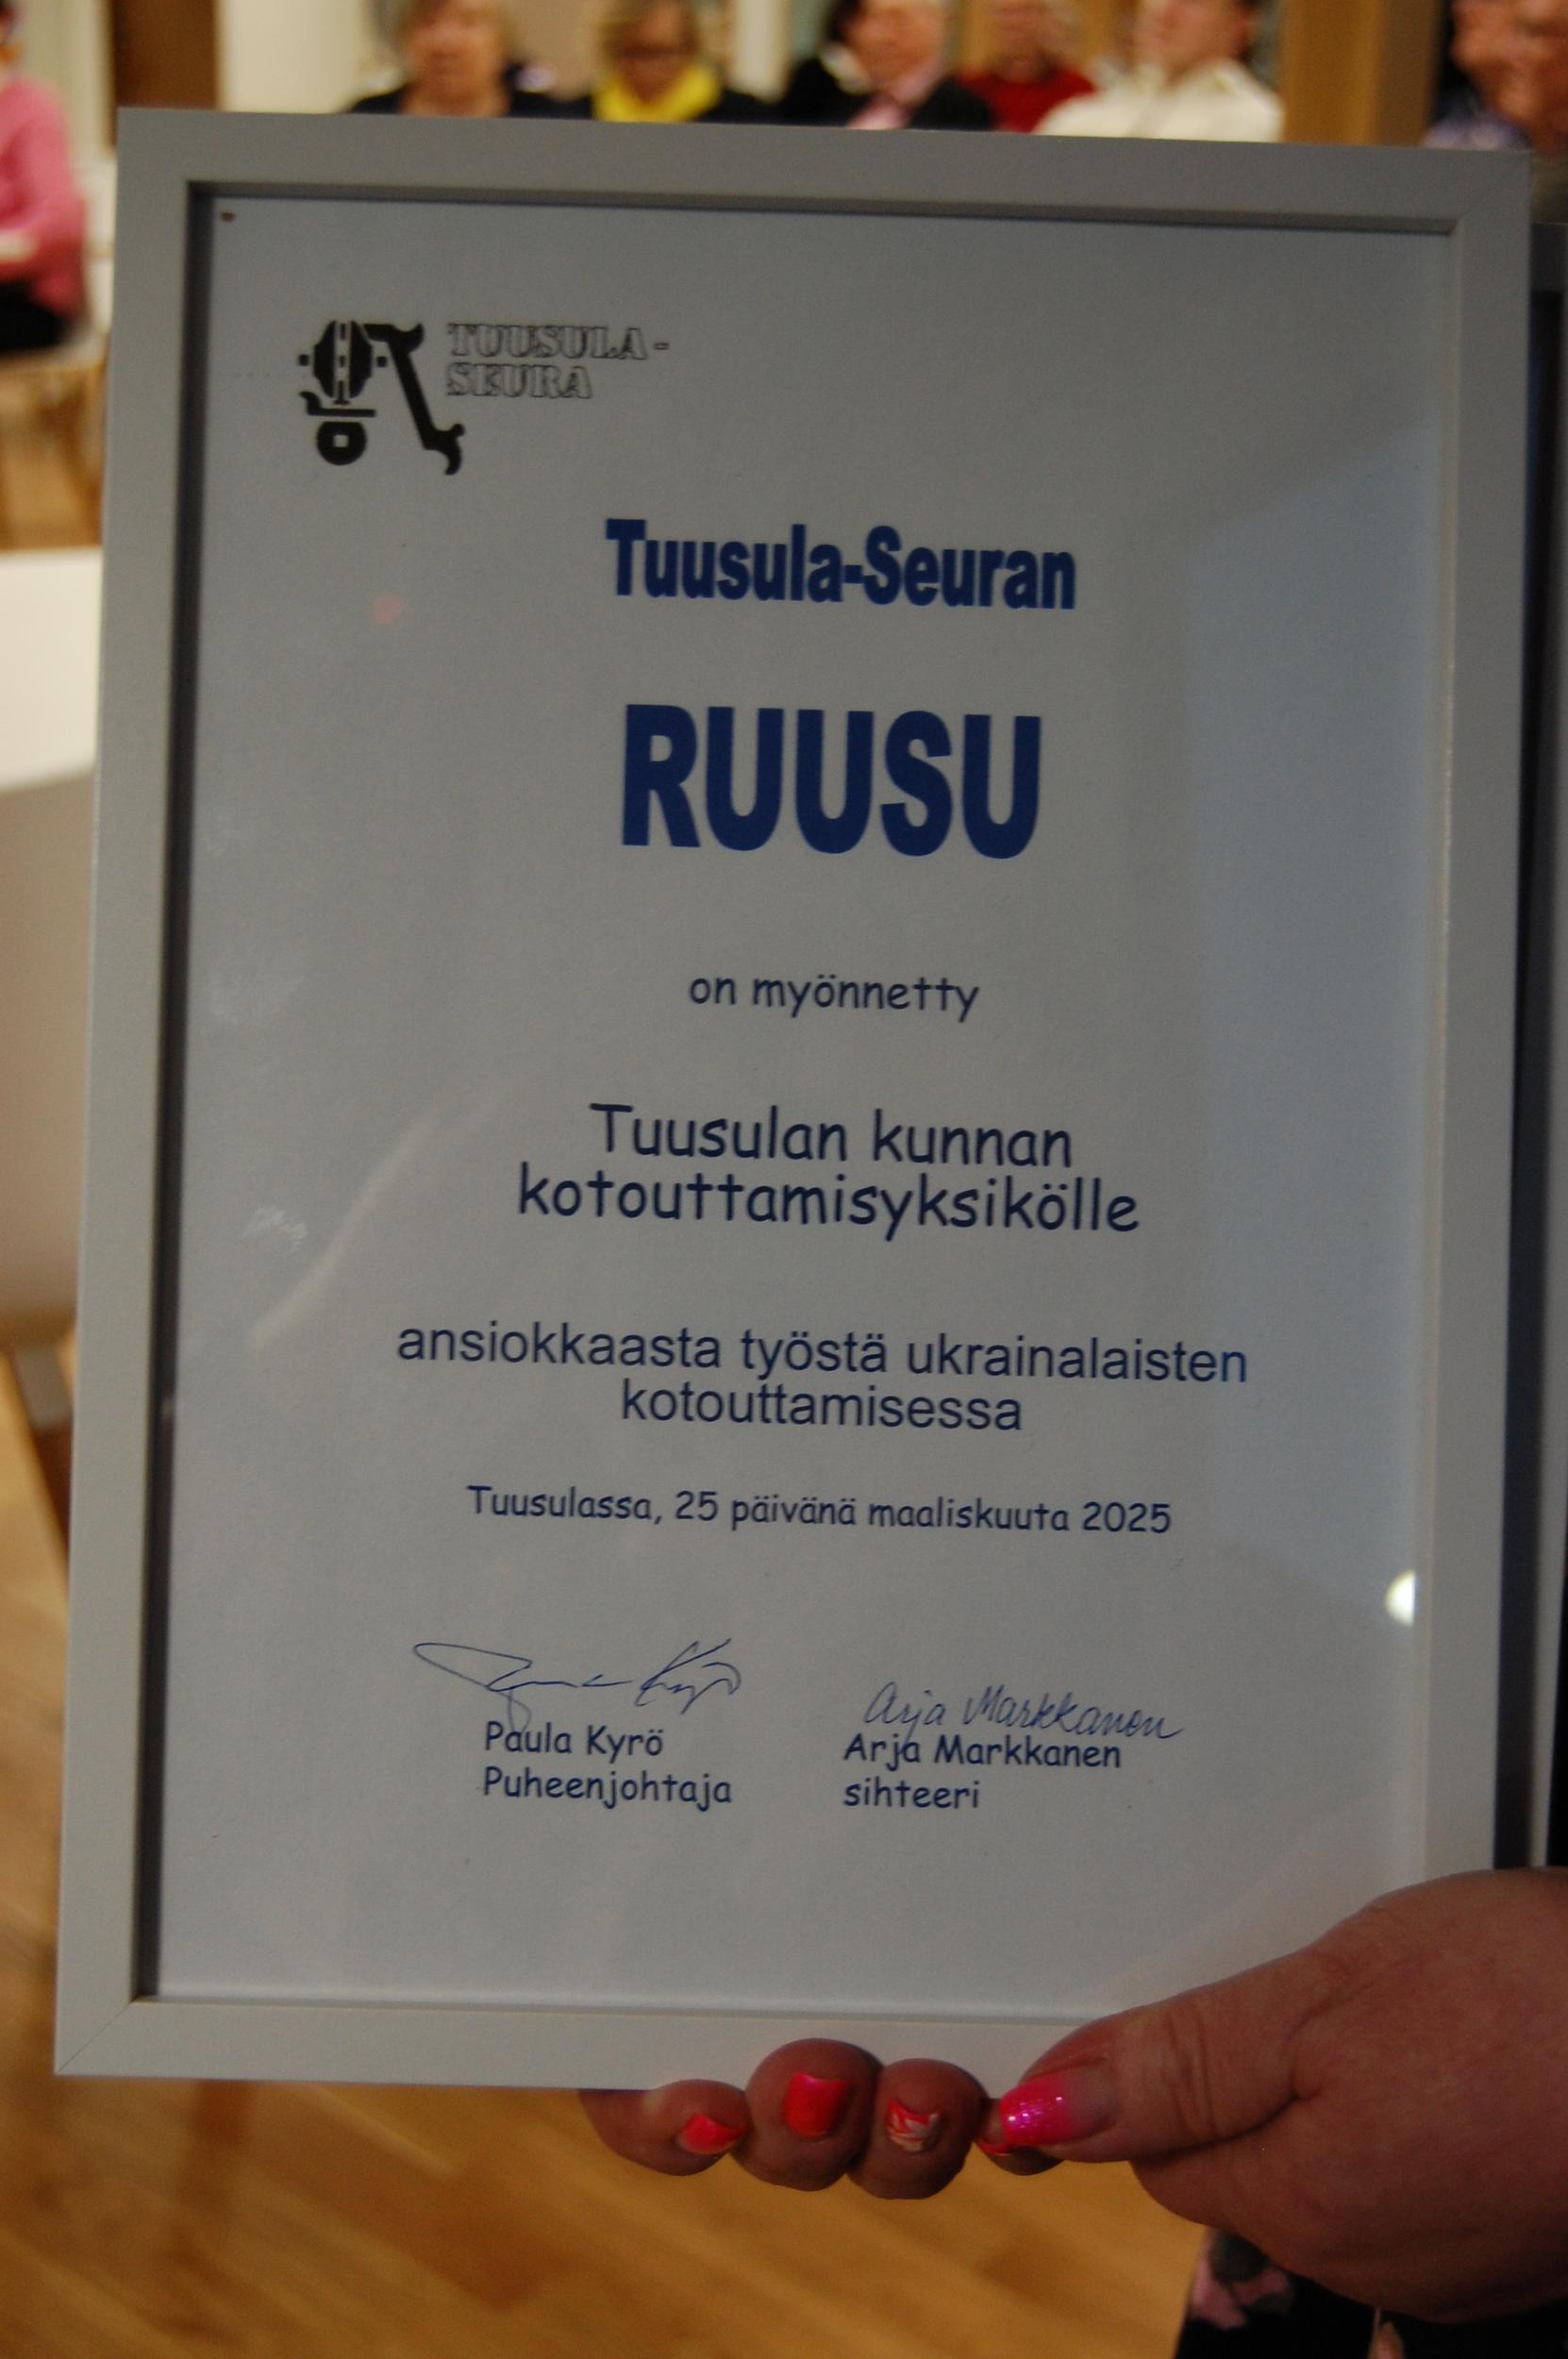 TUUSULA-
SEURA
Tuusula-Seuran
RUUSU
on myönnetty
Tuusulan kunnan
kotouttamisyksikölle
ansiokkaasta työstä ukrainalaisten
kotouttamisessa
Tuusulassa, 25 päivänä maaliskuuta 2025
Arja Markkanen
Paula Kyrö
Arja Markkanen
Puheenjohtaja
sihteeri